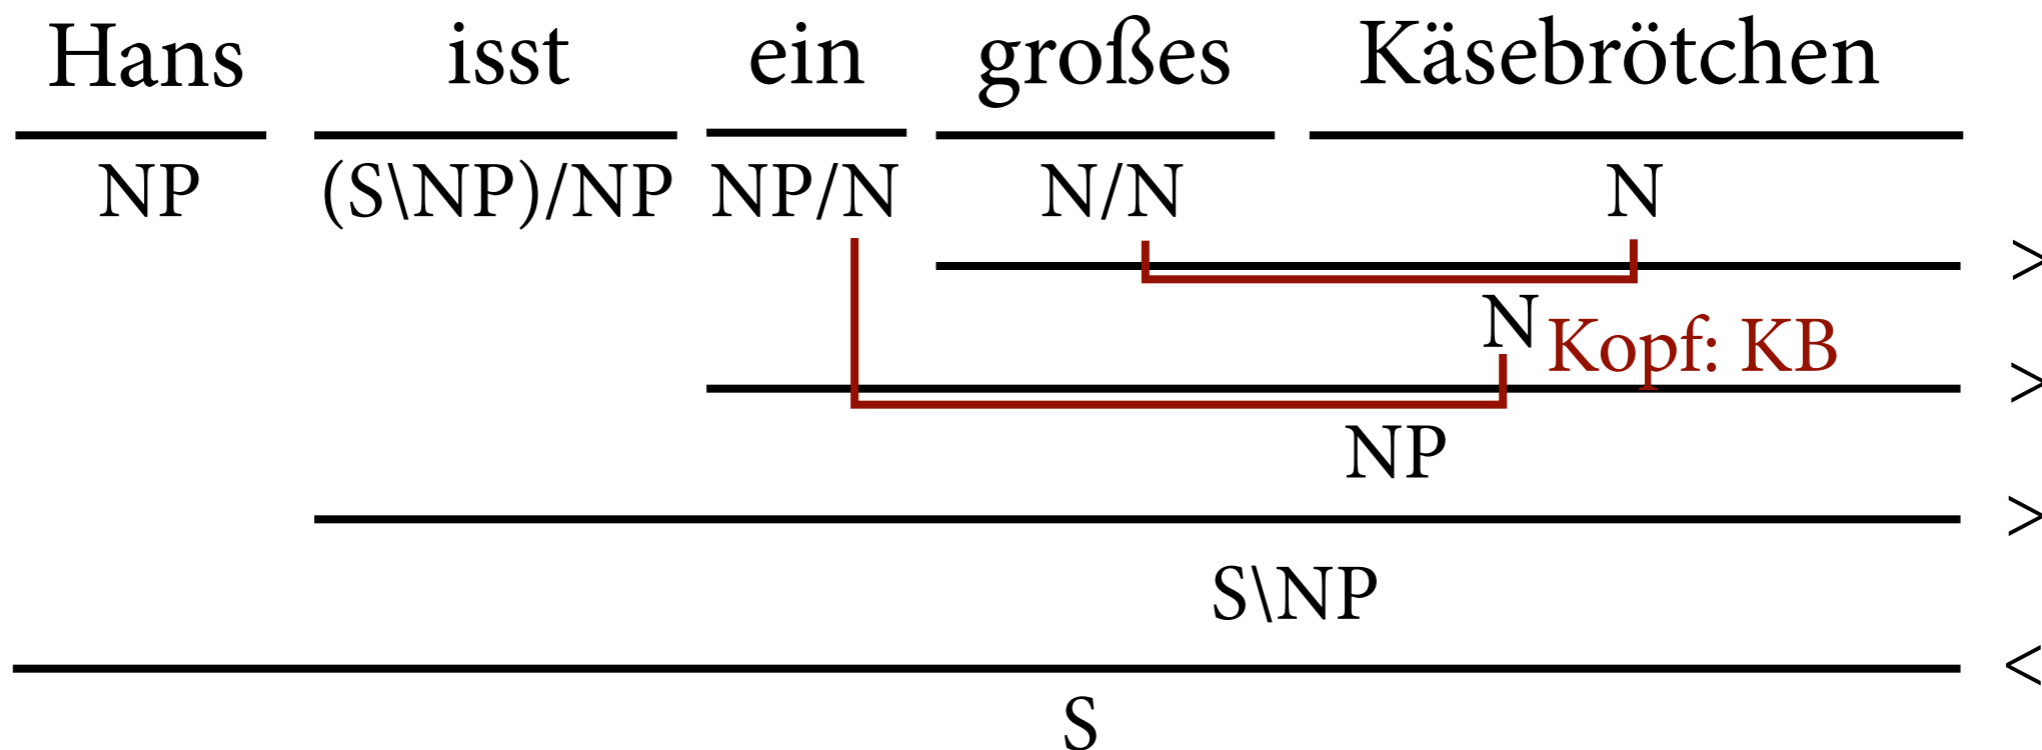 Hans isst ein großes Käsebrötchen
NP (S\NP)/NP NP/N N/N N
>
N Kopf: KB
>
NP
>
S\NP
<
S